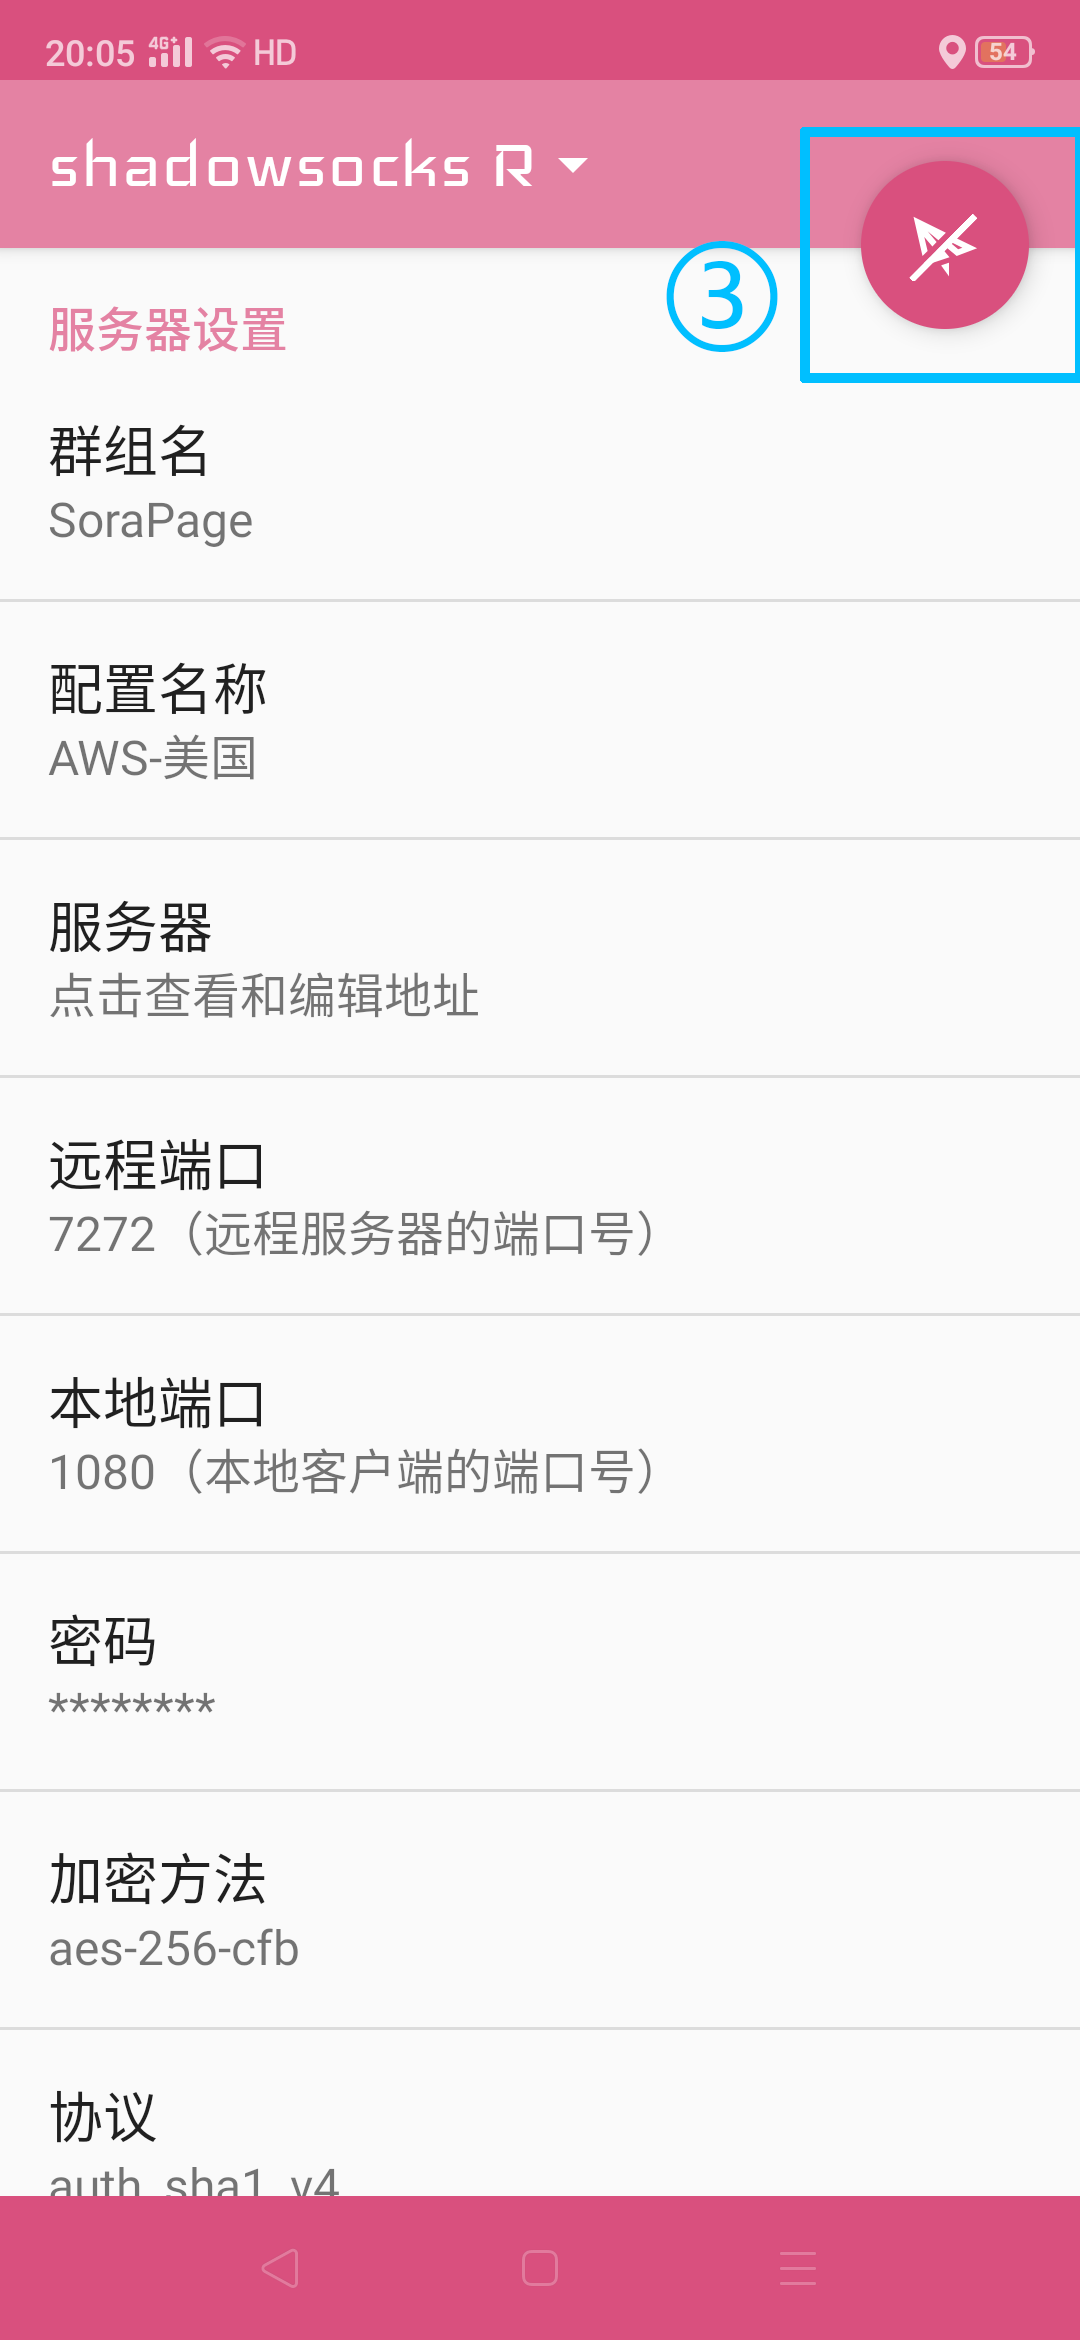 20:05 4G+ HD 54
shadowsocks R
③
服务器设置
群组名
SoraPage
配置名称
AWS-美国
服务器
点击查看和编辑地址
远程端口
7272（远程服务器的端口号）
本地端口
1080（本地客户端的端口号）
密码
********
加密方法
aes-256-cfb
协议
auth_sha1_v4